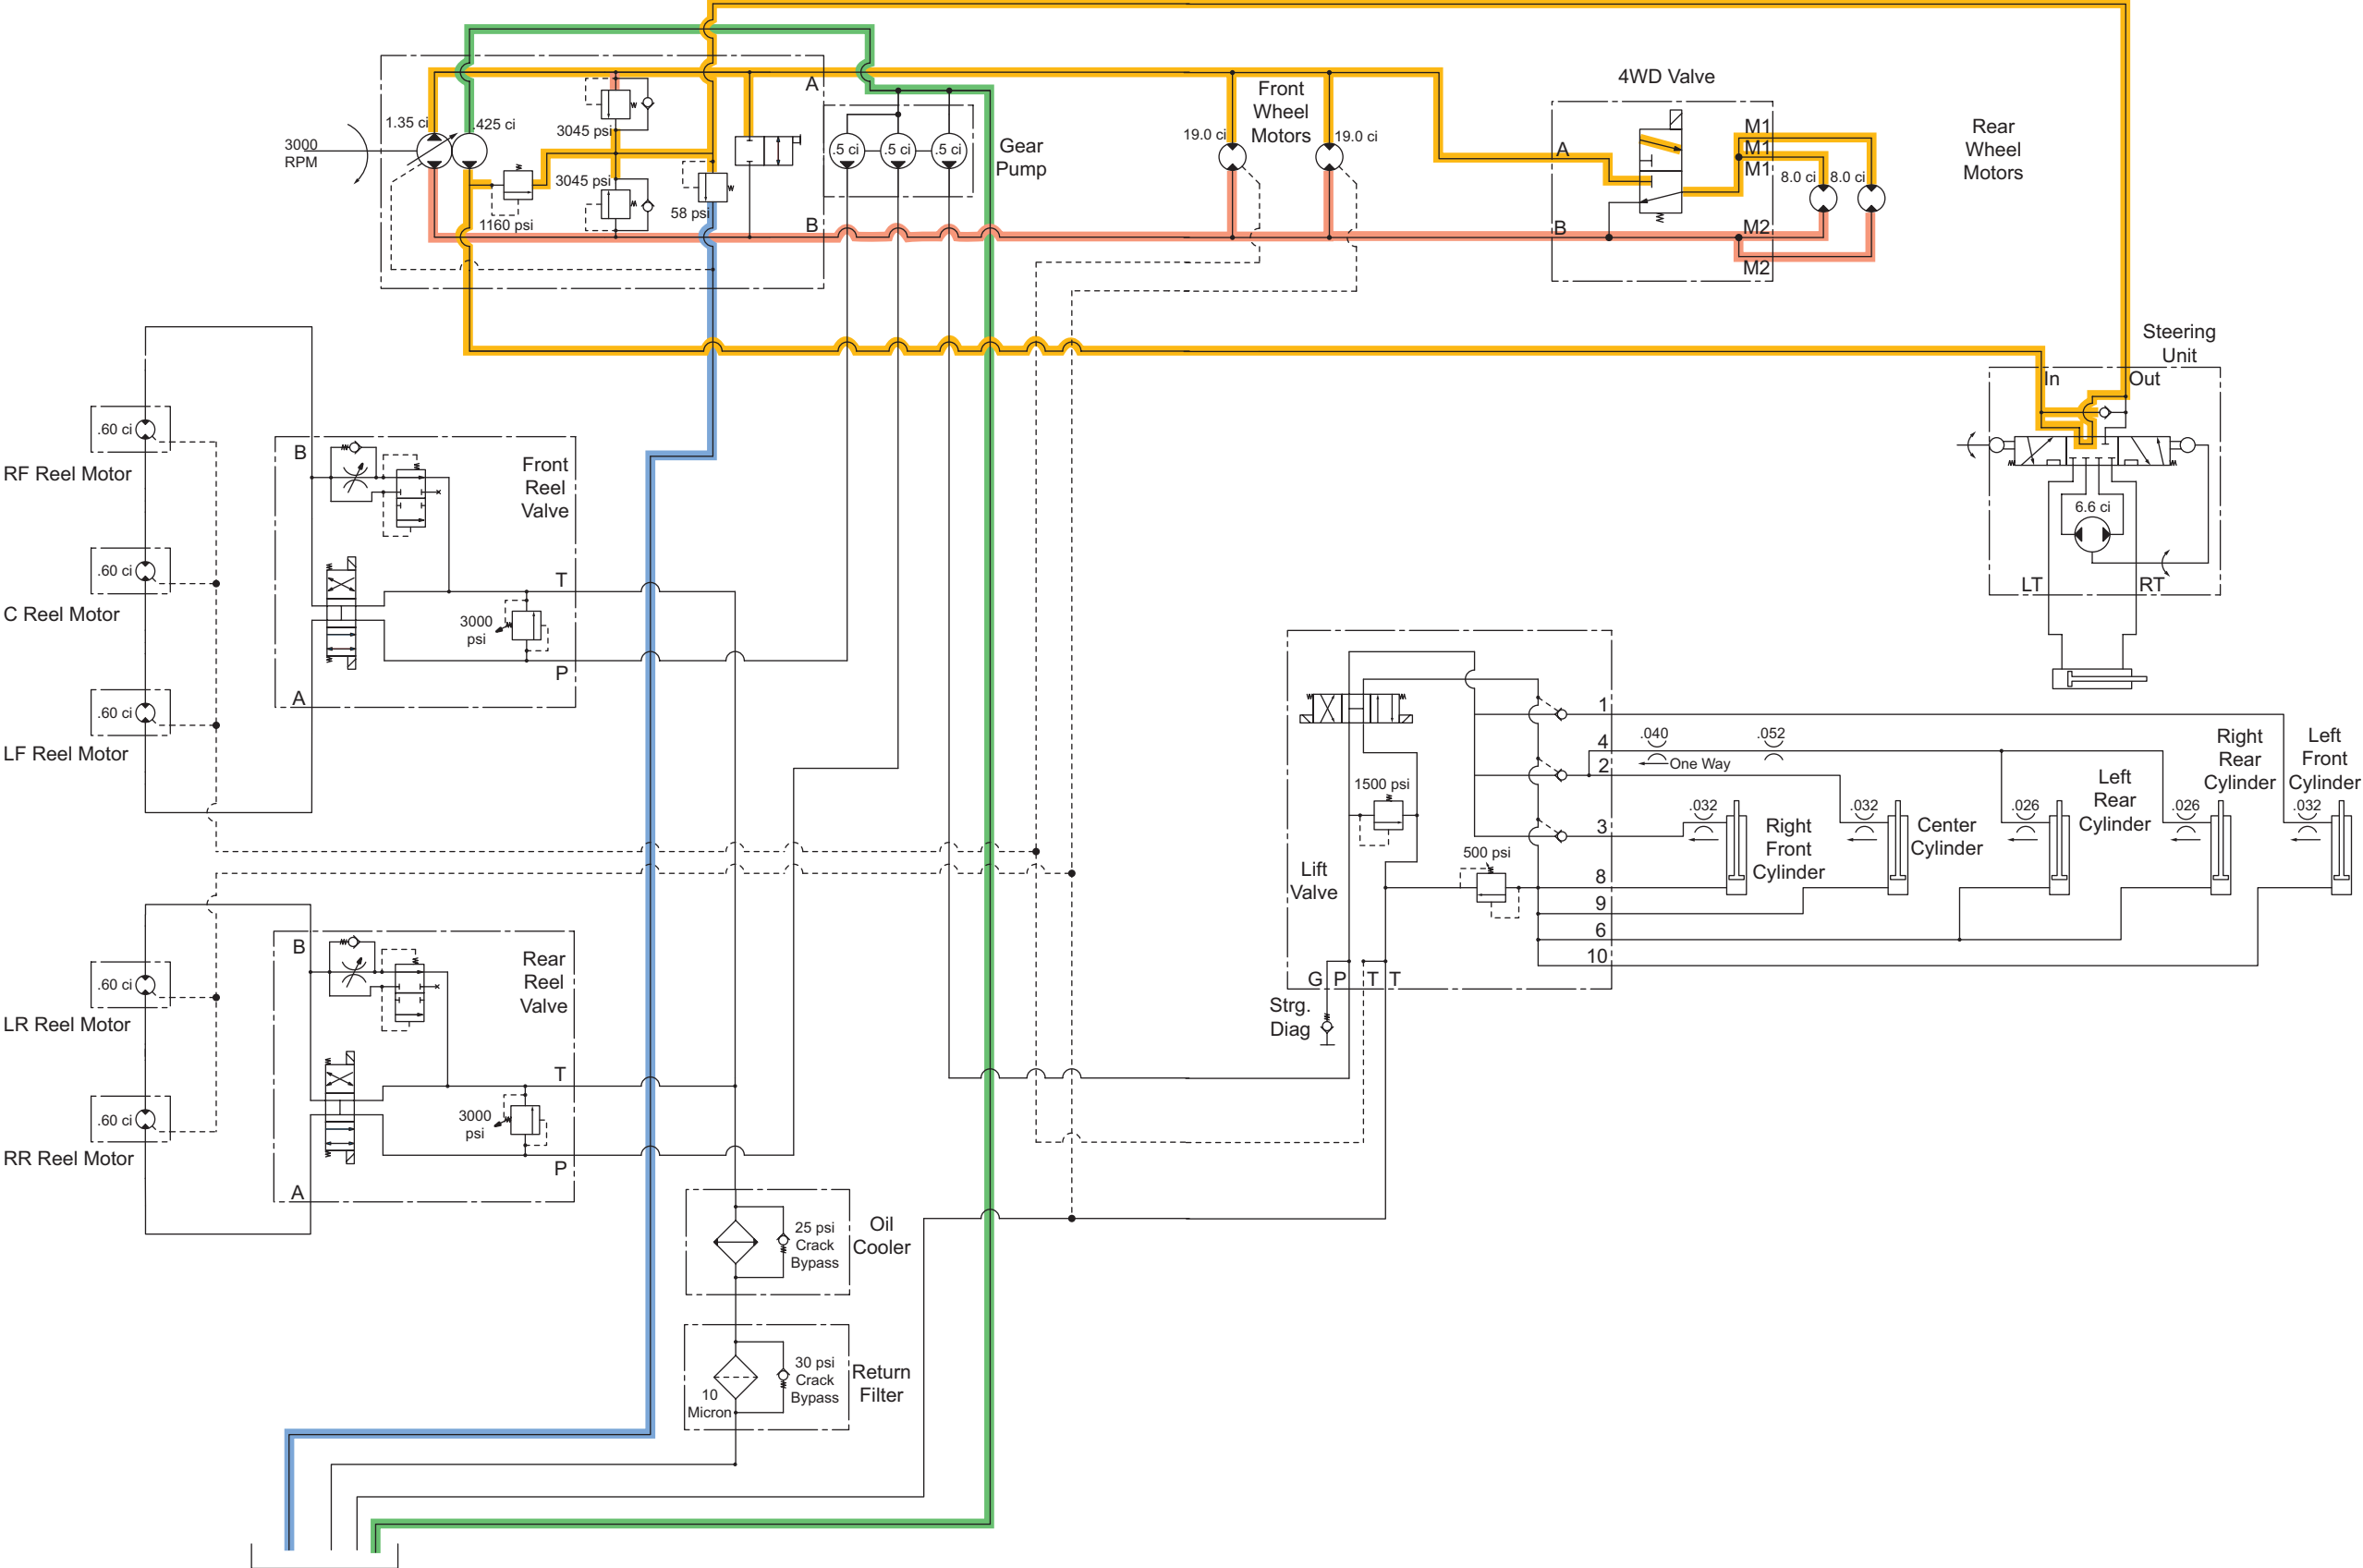 4WD Valve
1.35 ci
.425 ci
3000
RPM
3045 psi
3045 psi
1160 psi
58 psi
A
B
.5 ci
.5 ci
.5 ci
Gear
Pump
Front
Wheel
Motors
19.0 ci
19.0 ci
A
B
M1
M1
M1
M2
M2
8.0 ci
8.0 ci
Rear
Wheel
Motors
Steering
Unit
In
Out
6.6 ci
LT
RT
.60 ci
RF Reel Motor
.60 ci
C Reel Motor
.60 ci
LF Reel Motor
B
Front
Reel
Valve
T
3000
psi
P
A
.60 ci
LR Reel Motor
.60 ci
RR Reel Motor
B
Rear
Reel
Valve
T
3000
psi
P
A
25 psi
Crack
Bypass
Oil
Cooler
30 psi
Crack
Bypass
10
Micron
Return
Filter
1500 psi
500 psi
Lift
Valve
G
P
T
T
Strg.
Diag
1
4
2
3
8
9
6
10
.040
One Way
.052
.032
Right
Front
Cylinder
.032
Center
Cylinder
.026
Left
Rear
Cylinder
.026
Right
Rear
Cylinder
.032
Left
Front
Cylinder